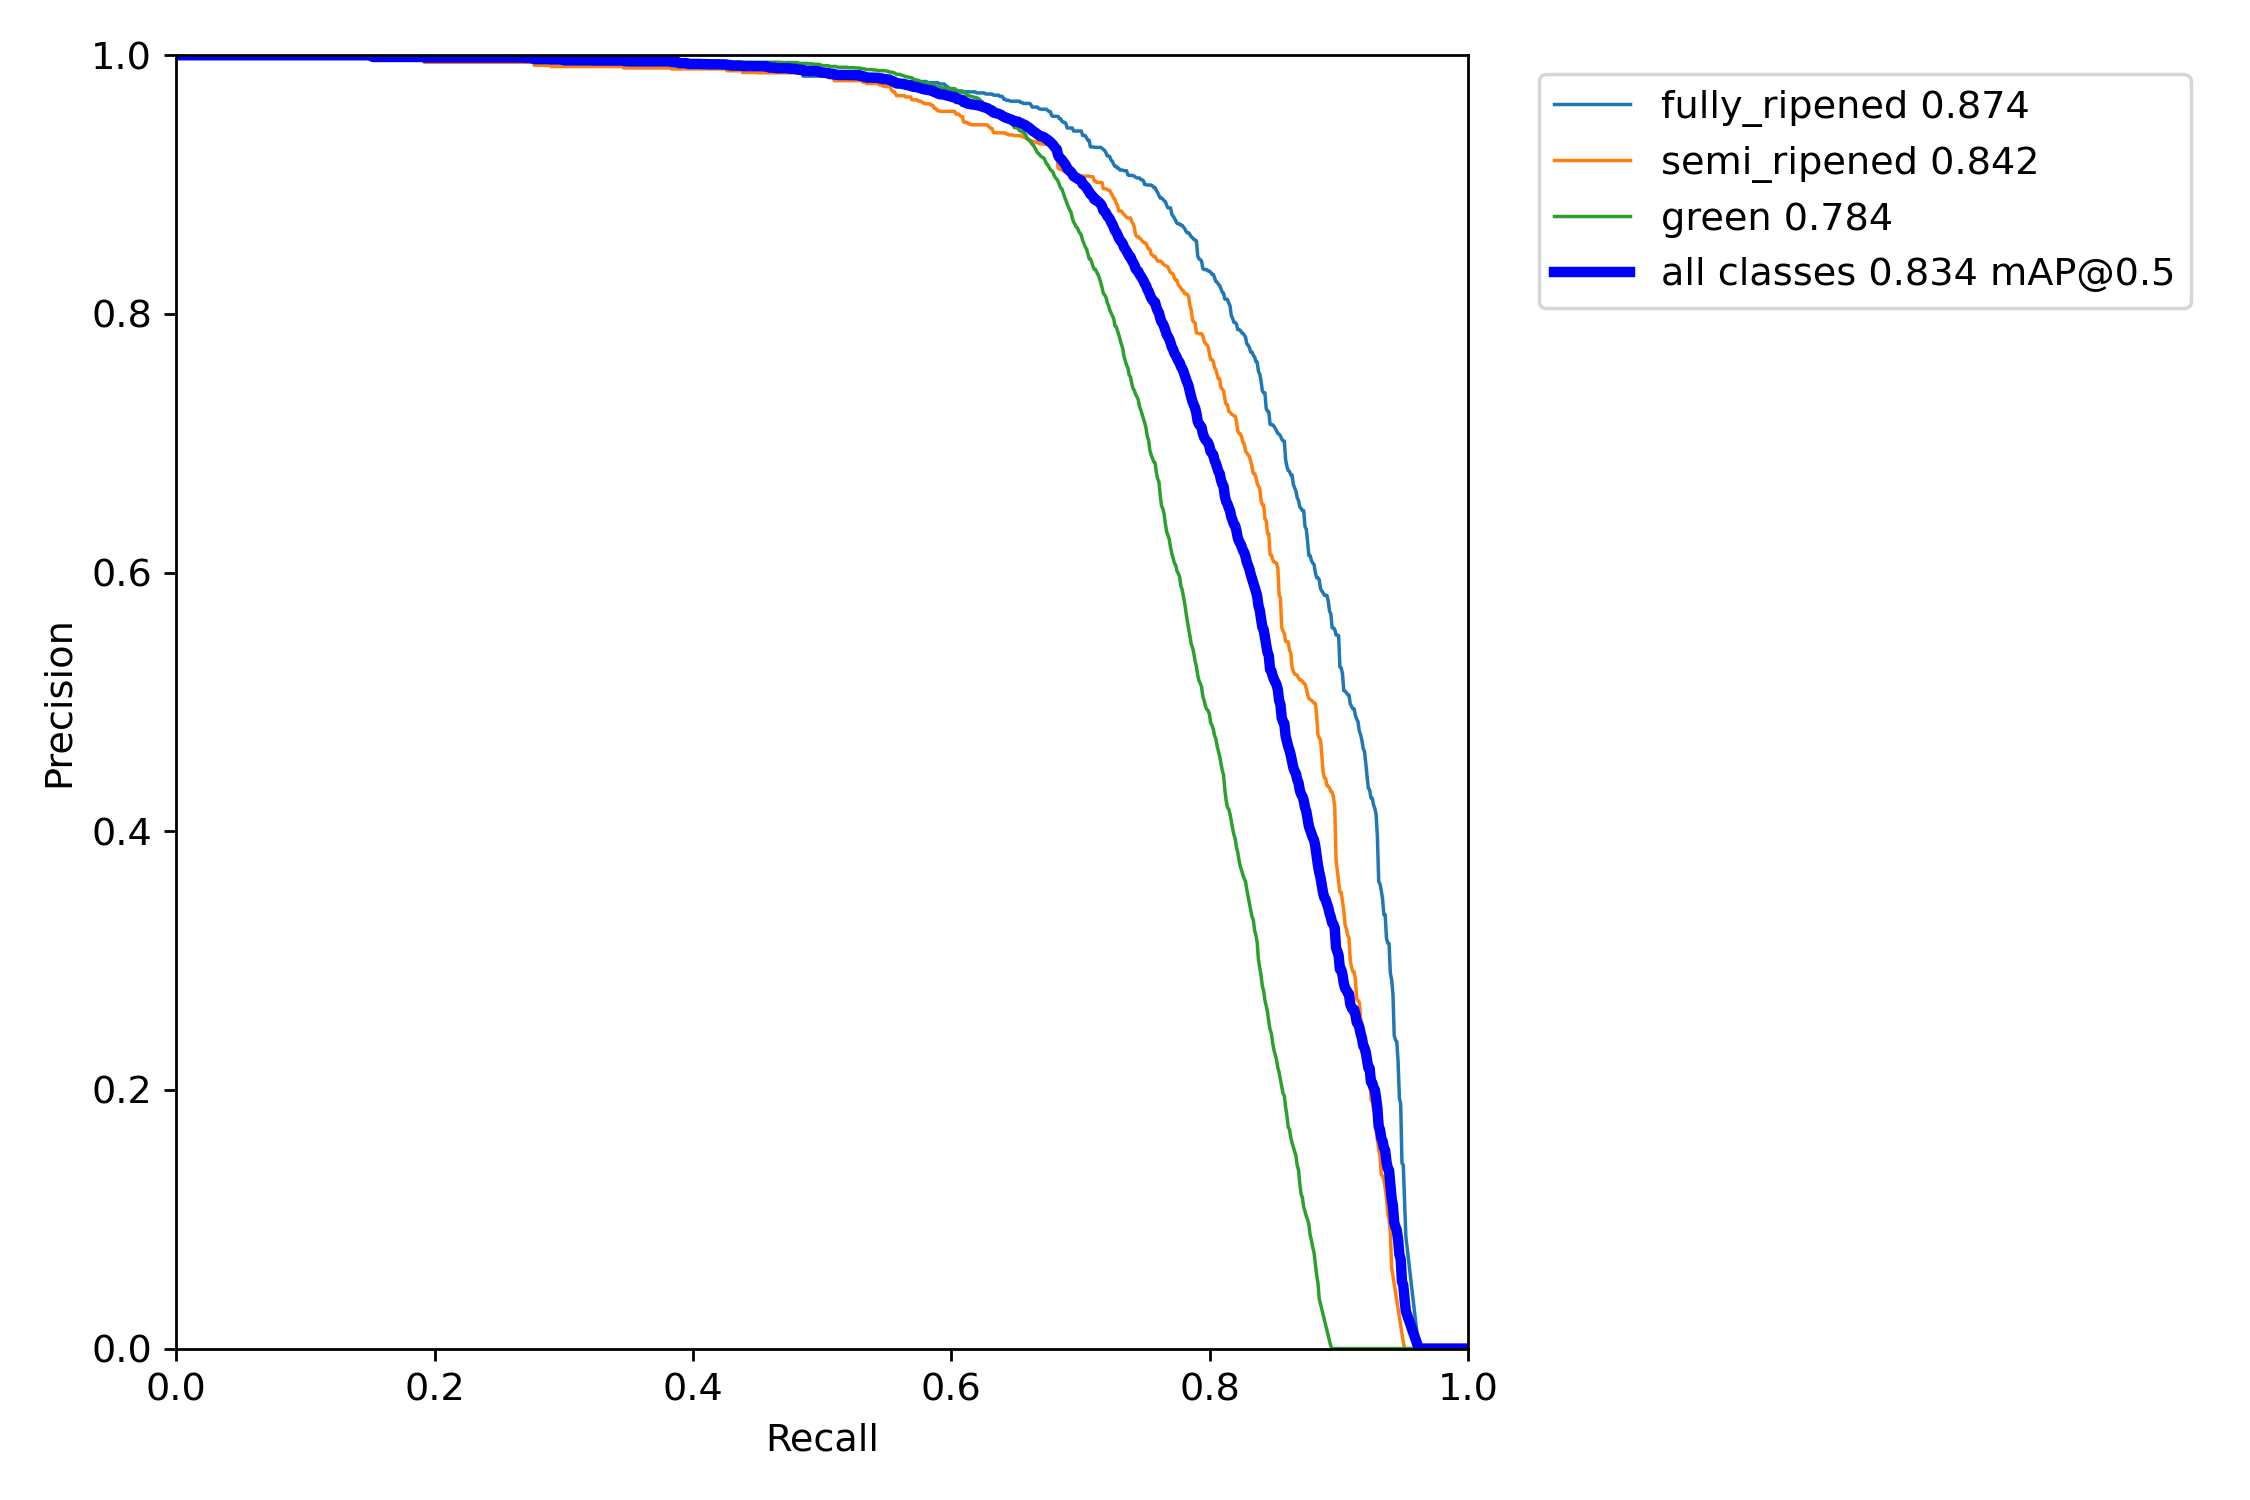 1.0
0.8
0.6
0.4
0.2
0.0
Precision
0.0 0.2 0.4 0.6 0.8 1.0
Recall
fully_ripened 0.874
semi_ripened 0.842
green 0.784
all classes 0.834 mAP@0.5